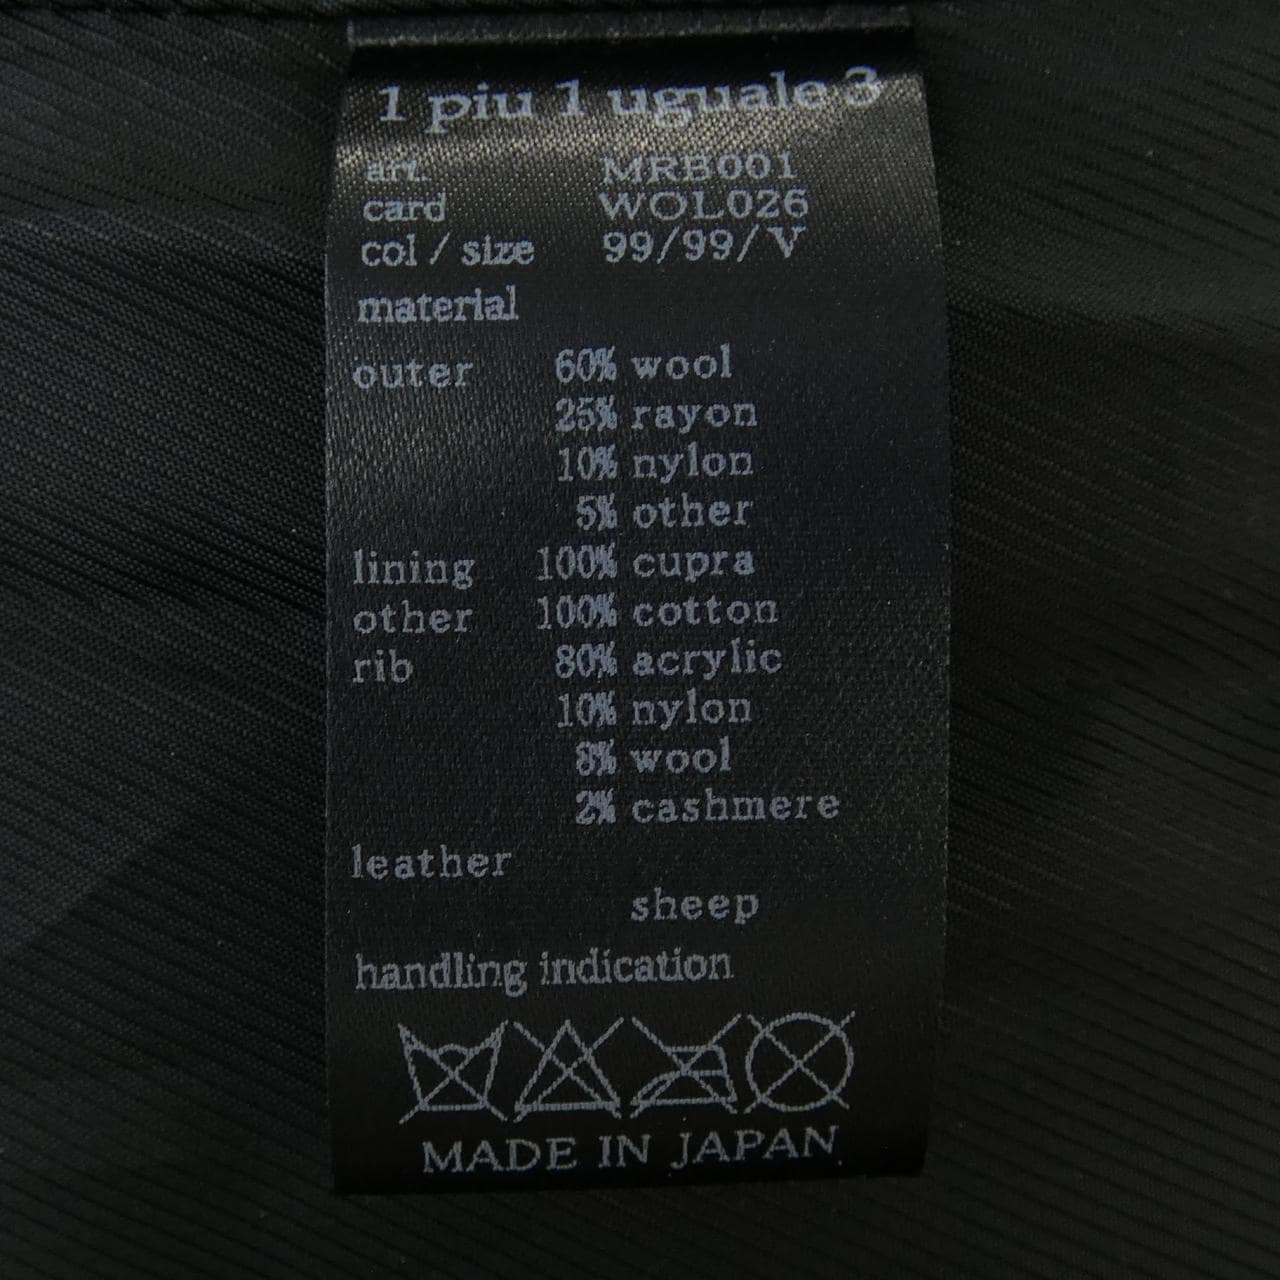 1 piu 1 uguale 3
art. MRB001
card WOL026
col / size 99/99/V
material
outer 60% wool
25% rayon
10% nylon
5% other
lining 100% cupra
other 100% cotton
rib 80% acrylic
10% nylon
8% wool
2% cashmere
leather
sheep
handling indication
MADE IN JAPAN